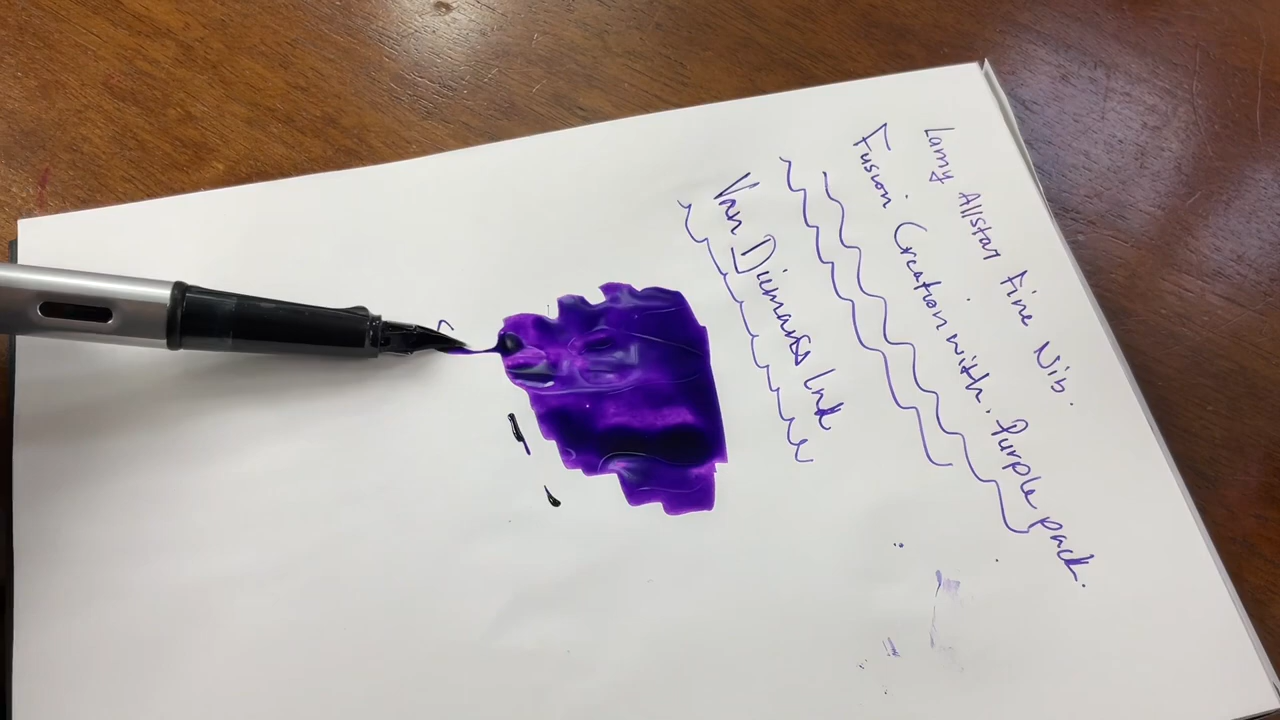 Lamy Allstar Fine Nib.
Fusion Creation with. Purple pack.
Van Diemans Ink